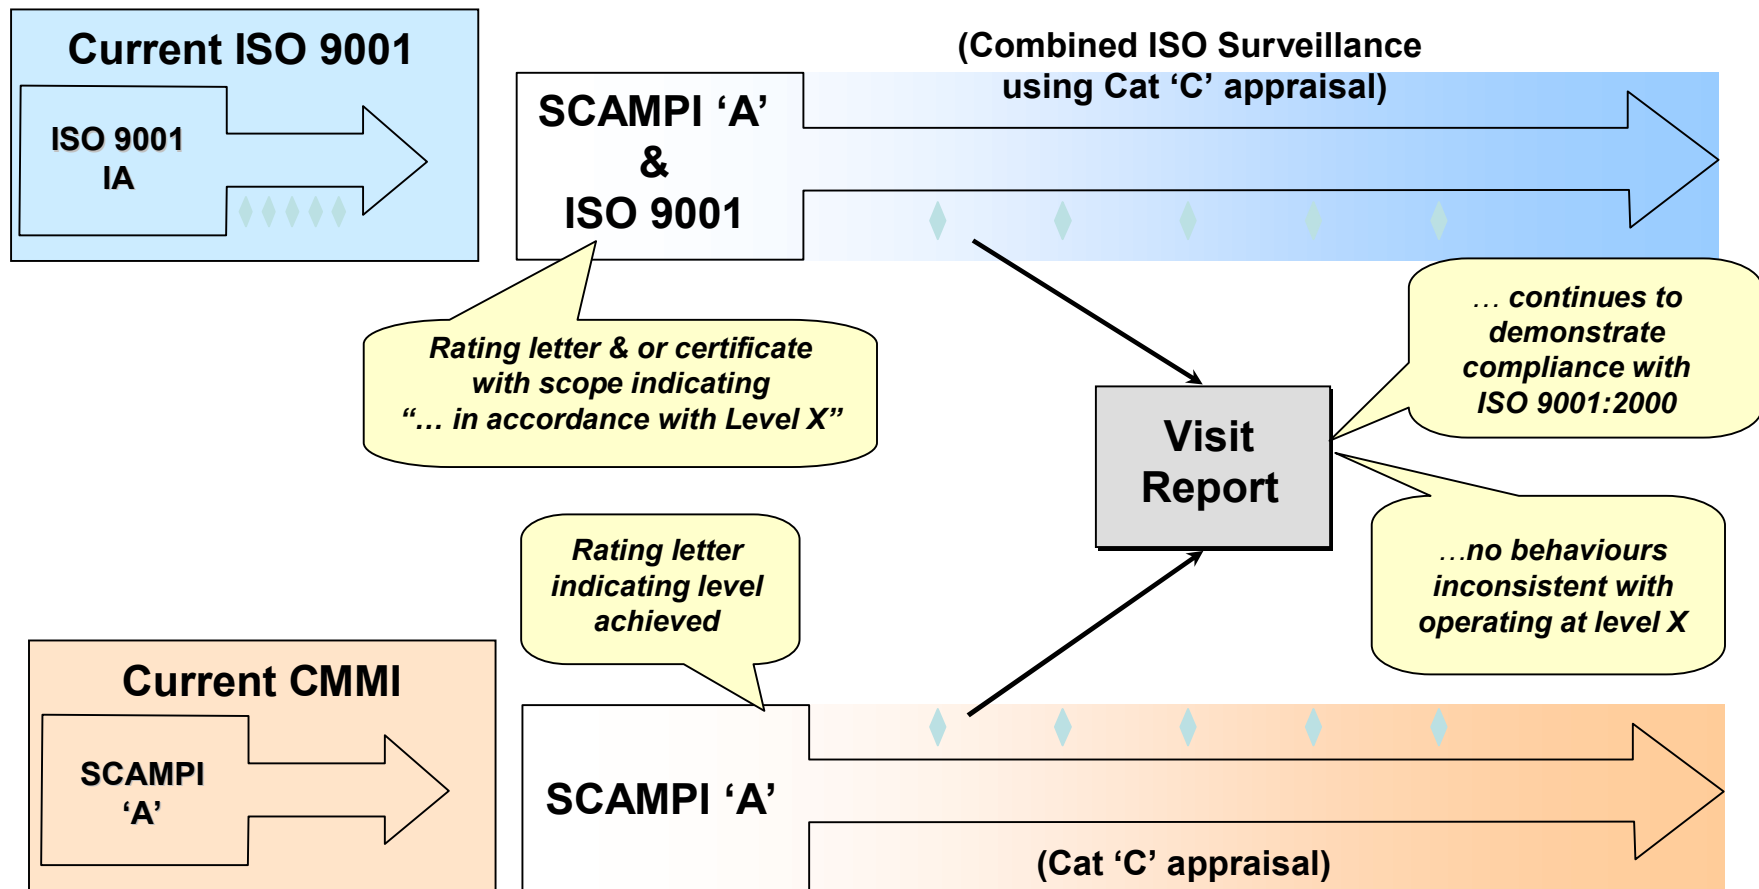 Current ISO 9001
ISO 9001
IA
(Combined ISO Surveillance
using Cat ‘C’ appraisal)
SCAMPI ‘A’
&
ISO 9001
Rating letter & or certificate
with scope indicating
“… in accordance with Level X”
… continues to
demonstrate
compliance with
ISO 9001:2000
Visit
Report
…no behaviours
inconsistent with
operating at level X
Rating letter
indicating level
achieved
Current CMMI
SCAMPI
‘A’
SCAMPI ‘A’
(Cat ‘C’ appraisal)